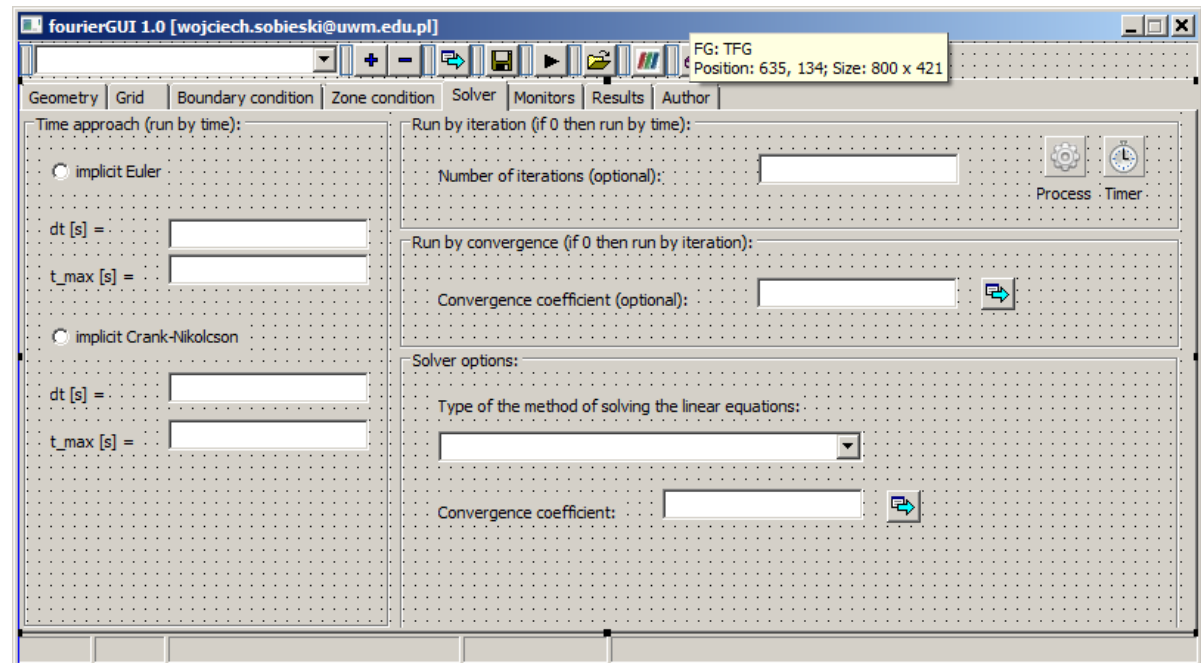 fourierGUI 1.0 [wojciech.sobieski@uwm.edu.pl]
FG: TFG
Position: 635, 134; Size: 800 x 421
Geometry Grid Boundary condition Zone condition Solver Monitors Results Author
Time approach (run by time):
implicit Euler
dt [s] =
t_max [s] =
implicit Crank-Nikolcson
dt [s] =
t_max [s] =
Run by iteration (if 0 then run by time):
Number of iterations (optional):
Process Timer
Run by convergence (if 0 then run by iteration):
Convergence coefficient (optional):
Solver options:
Type of the method of solving the linear equations:
Convergence coefficient: